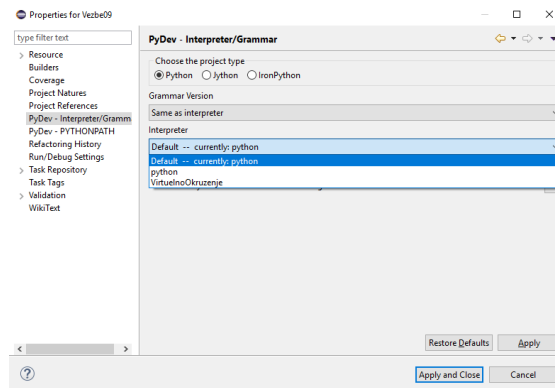 Properties for Vezbe09
type filter text
Resource
Builders
Coverage
Project Natures
Project References
PyDev - Interpreter/Gramm
PyDev - PYTHONPATH
Refactoring History
Run/Debug Settings
Task Repository
Task Tags
Validation
WikiText
PyDev - Interpreter/Grammar
Choose the project type
Python Jython IronPython
Grammar Version
Same as interpreter
Interpreter
Default -- currently: python
Default -- currently: python
python
VirtuelnoOkruzenje
Restore Defaults Apply
Apply and Close Cancel